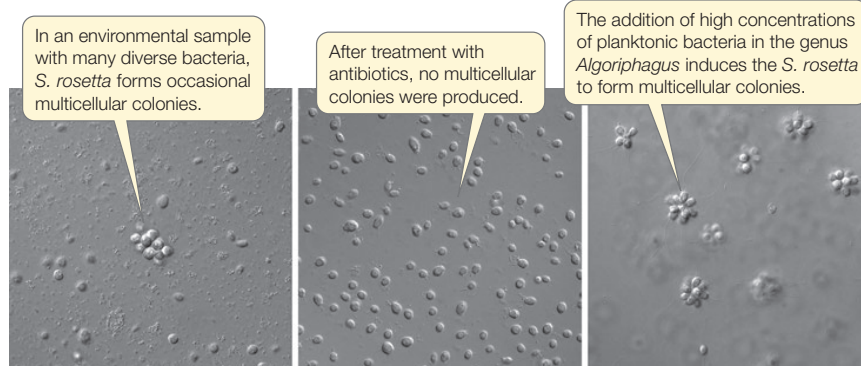 In an environmental sample
with many diverse bacteria,
S. rosetta forms occasional
multicellular colonies.
After treatment with
antibiotics, no multicellular
colonies were produced.
The addition of high concentrations
of planktonic bacteria in the genus
Algoriphagus induces the S. rosetta
to form multicellular colonies.